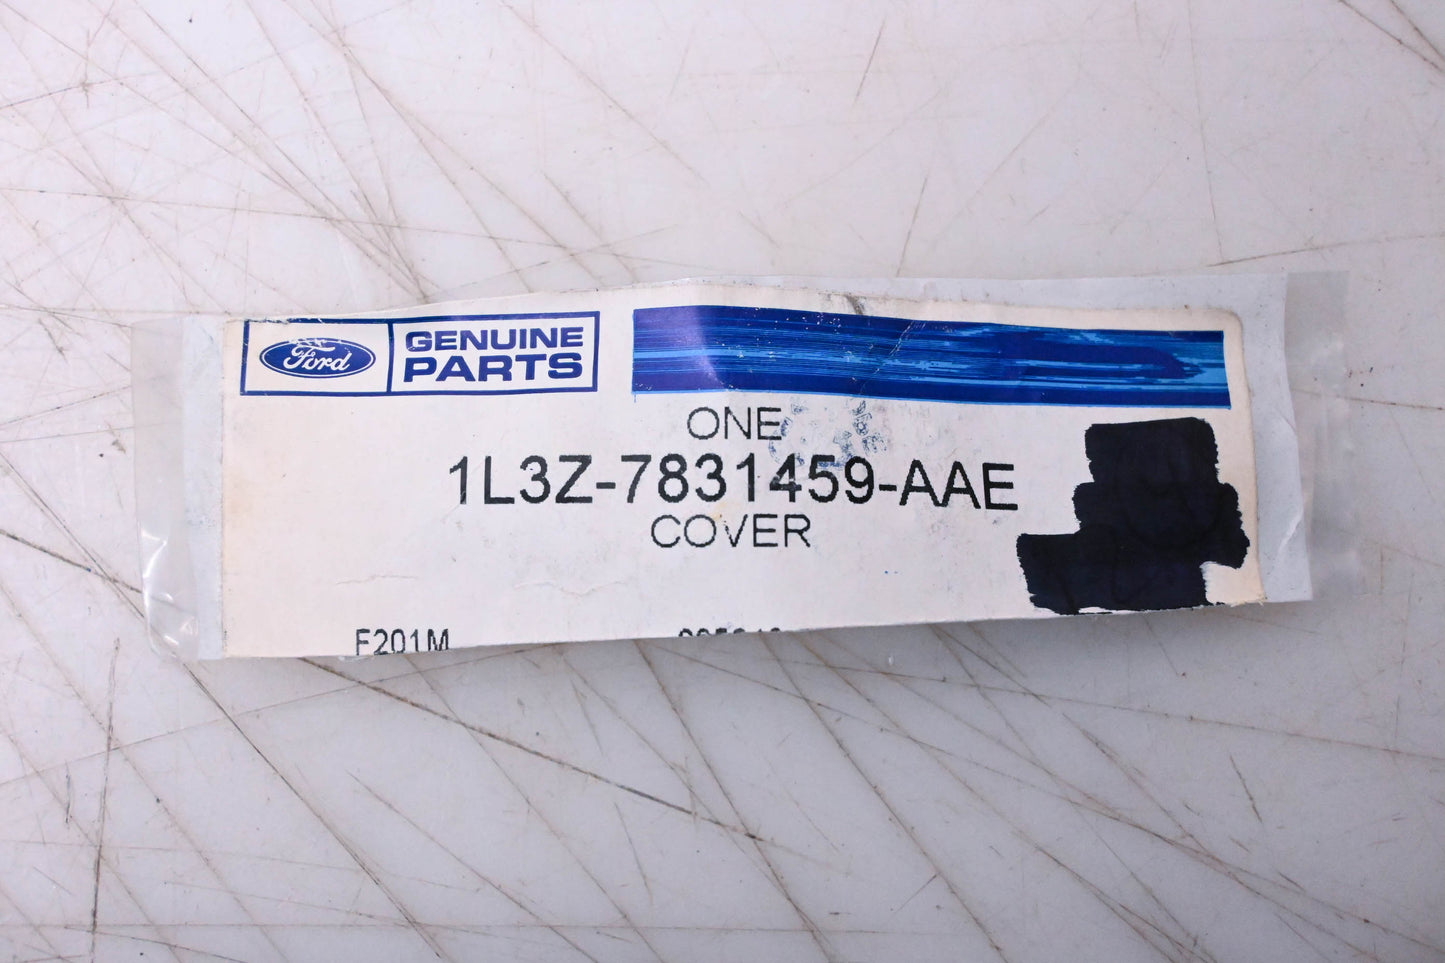 Ford
GENUINE
PARTS
ONE
1L3Z-7831459-AAE
COVER
F201M